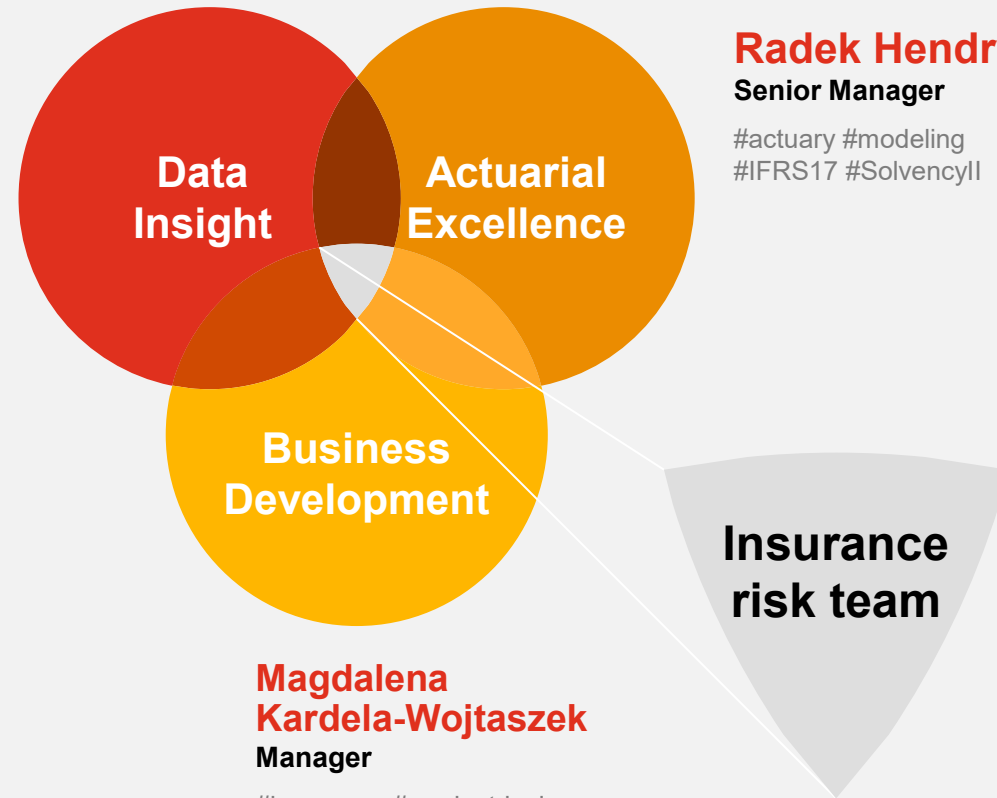 Radek
Senior Manager
#actuary #modeling
#IFRS17 #SolvencyII
Data
Insight
Actuarial
Excellence
Business
Development
Insurance
risk team
Magdalena
Kardela-Wojtaszek
Manager